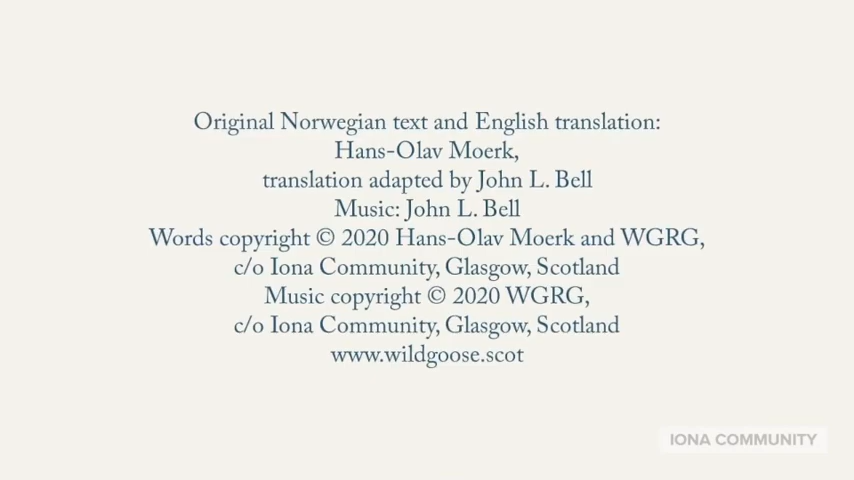 Original Norwegian text and English translation:
Hans-Olav Moerk,
translation adapted by John L. Bell
Music: John L. Bell
Words copyright © 2020 Hans-Olav Moerk and WGRG,
c/o Iona Community, Glasgow, Scotland
Music copyright © 2020 WGRG,
c/o Iona Community, Glasgow, Scotland
www.wildgoose.scot
IONA COMMUNITY